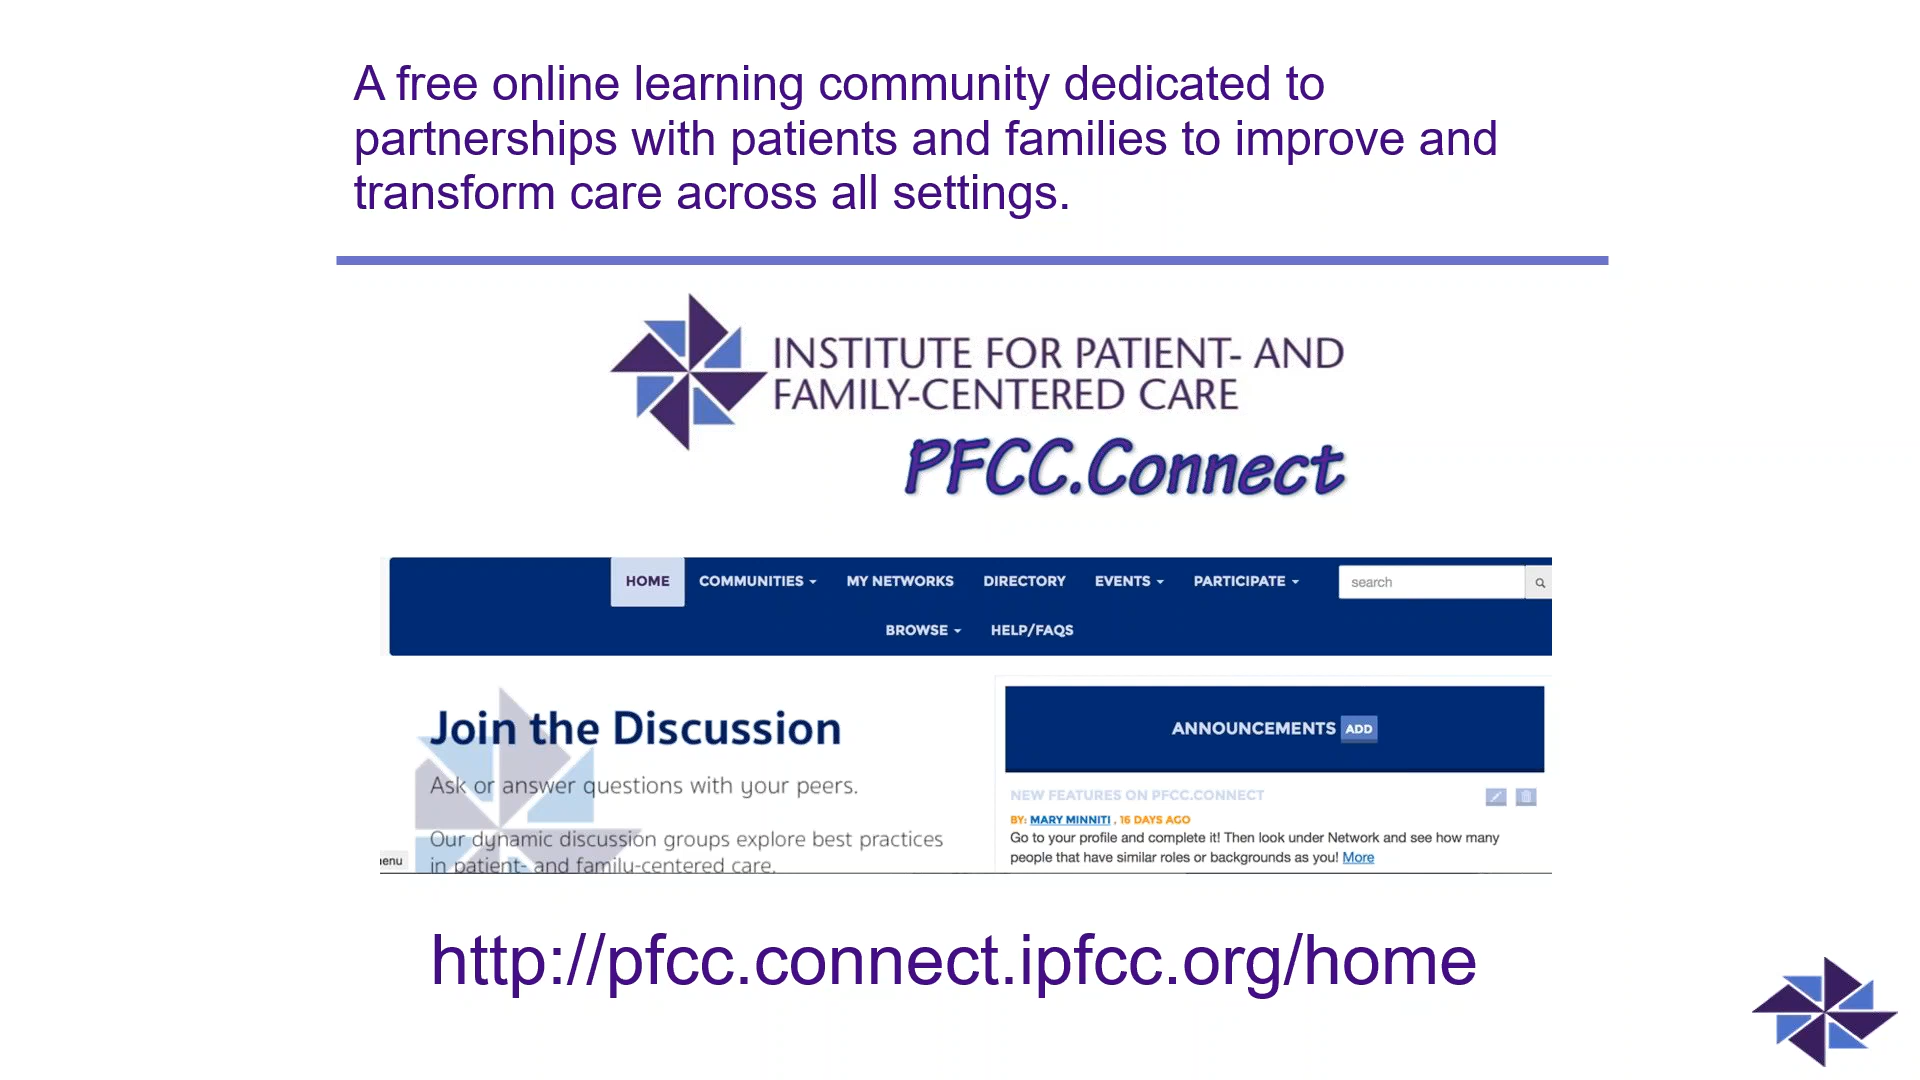 A free online learning community dedicated to
partnerships with patients and families to improve and
transform care across all settings.
INSTITUTE FOR PATIENT- AND
FAMILY-CENTERED CARE
PFCC.Connect
HOME COMMUNITIES MY NETWORKS DIRECTORY EVENTS PARTICIPATE search
BROWSE HELP/FAQS
Join the Discussion
Ask or answer questions with your peers.
Our dynamic discussion groups explore best practices
in patient- and family-centered care.
enu
ANNOUNCEMENTS ADD
NEW FEATURES ON PFCC.CONNECT
BY: MARY MINNITI , 16 DAYS AGO
Go to your profile and complete it! Then look under Network and see how many
people that have similar roles or backgrounds as you! More
http://pfcc.connect.ipfcc.org/home